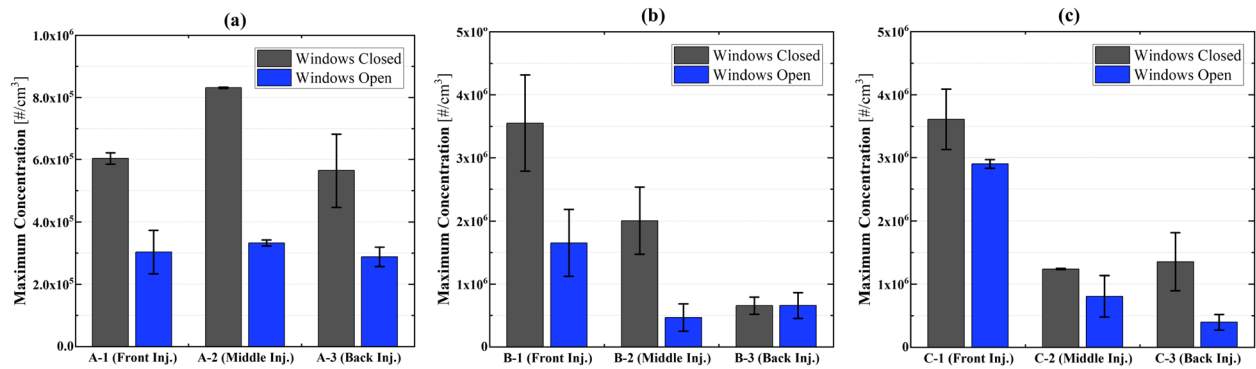 (a)
Maximum Concentration [#/cm³]
1.0x10⁶
8.0x10⁵
6.0x10⁵
4.0x10⁵
2.0x10⁵
0.0
Windows Closed
Windows Open
A-1 (Front Inj.) A-2 (Middle Inj.) A-3 (Back Inj.)
(b)
Maximum Concentration [#/cm³]
5x10⁶
4x10⁶
3x10⁶
2x10⁶
1x10⁶
0
Windows Closed
Windows Open
B-1 (Front Inj.) B-2 (Middle Inj.) B-3 (Back Inj.)
(c)
Maximum Concentration [#/cm³]
5x10⁶
4x10⁶
3x10⁶
2x10⁶
1x10⁶
0
Windows Closed
Windows Open
C-1 (Front Inj.) C-2 (Middle Inj.) C-3 (Back Inj.)